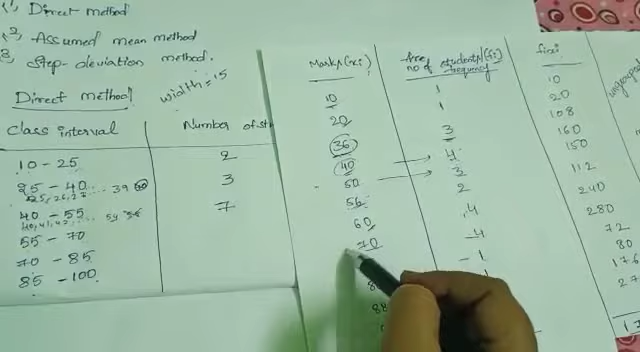 (1) Direct method
(2) Assumed mean method
(3) Step-deviation method.
Direct method
width = 15
Class interval Number of st
10 - 25 2
25 - 40 3
40 - 55 7
55 - 70
70 - 85
85 - 100
Marks (xi) no of students (fi) frequency fixi
10 1 10
20 1 20
36 3 108
40 4 160
50 3 150
56 2 112
60 4 240
70 4 280
1 72
1 80